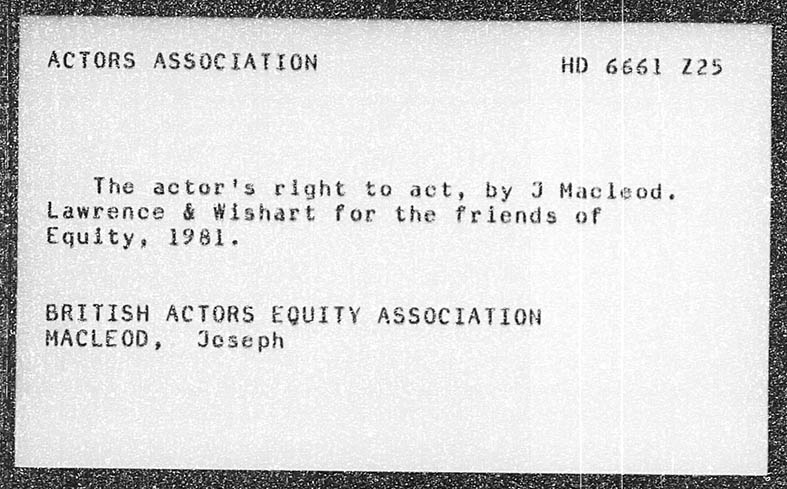 ACTORS ASSOCIATION HD 6661 Z25
The actor's right to act, by J Macleod.
Lawrence & Wishart for the friends of
Equity, 1981.
BRITISH ACTORS EQUITY ASSOCIATION
MACLEOD, Joseph